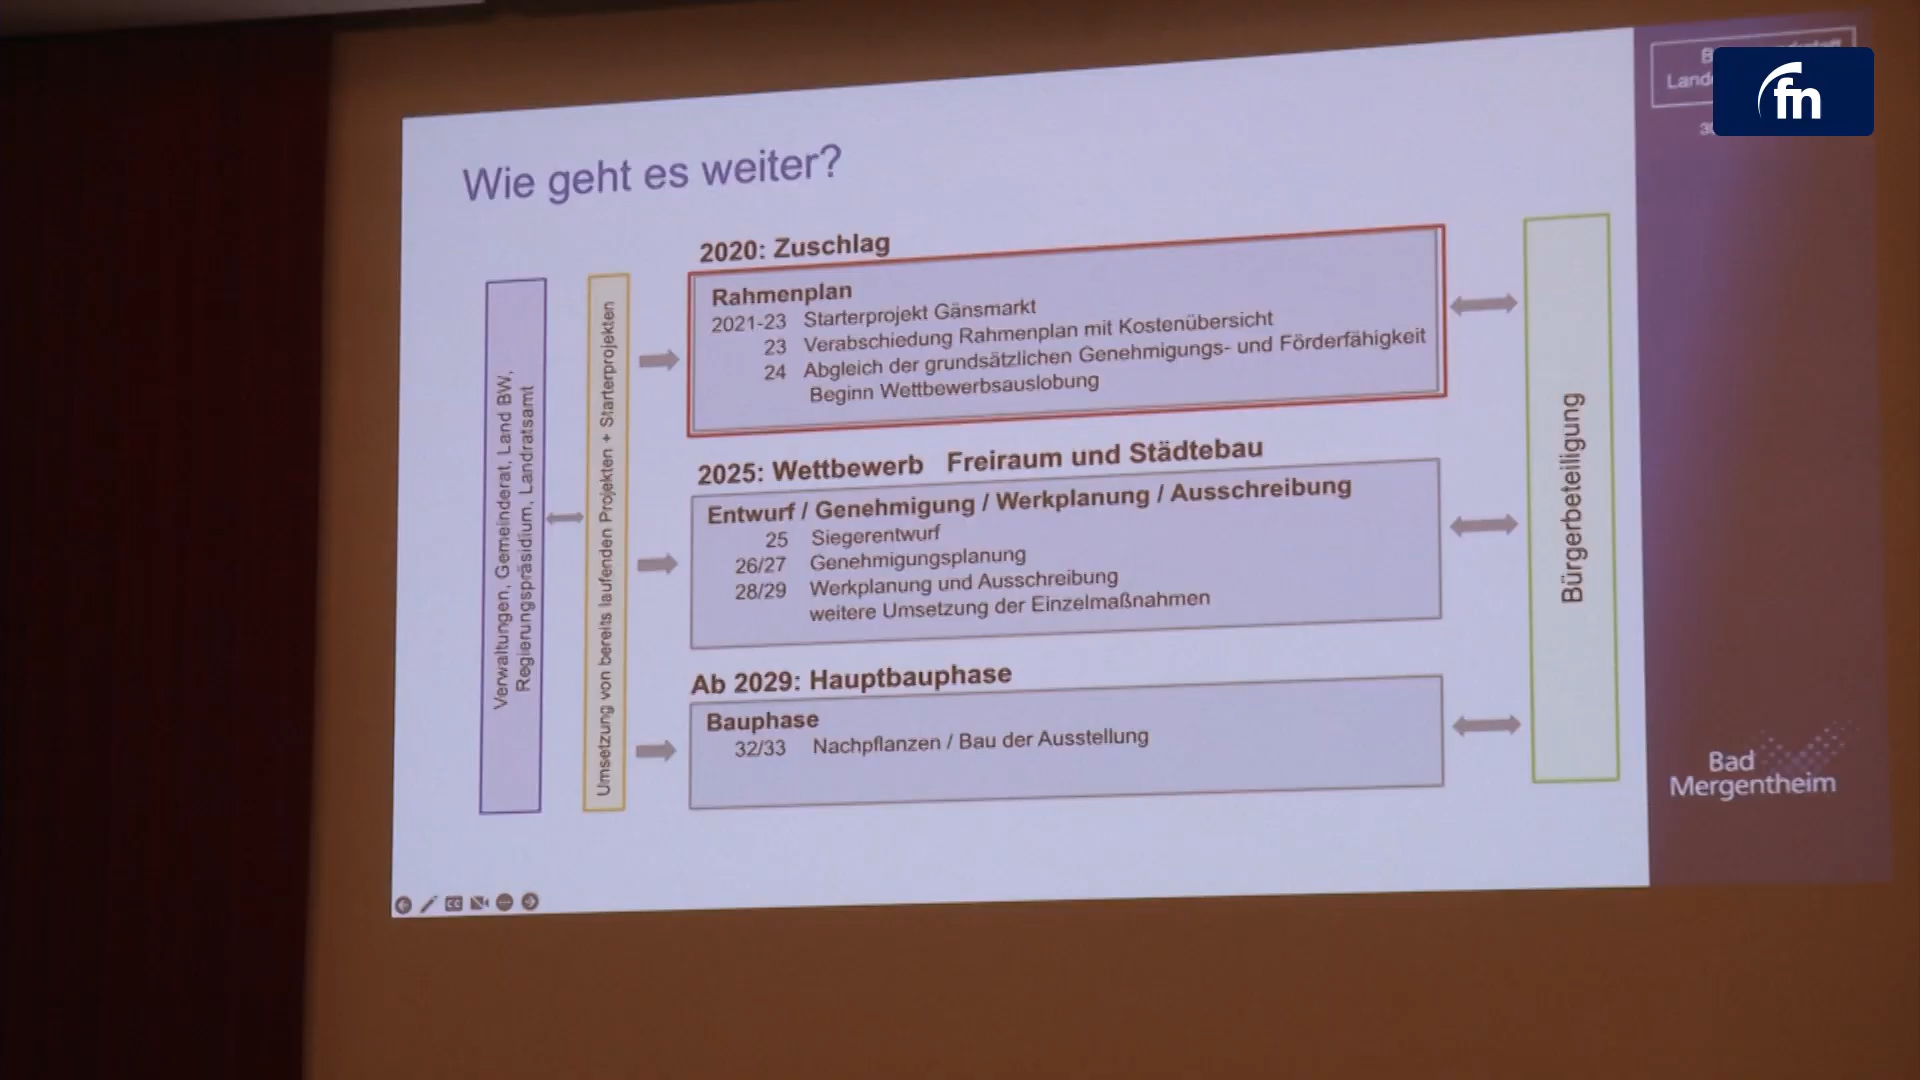 Wie geht es weiter?
2020: Zuschlag
Rahmenplan
2021-23 Starterprojekt Gänsmarkt
23 Verabschiedung Rahmenplan mit Kostenübersicht
24 Abgleich der grundsätzlichen Genehmigungs- und Förderfähigkeit
Beginn Wettbewerbsauslobung
2025: Wettbewerb Freiraum und Städtebau
Entwurf / Genehmigung / Werkplanung / Ausschreibung
25 Siegerentwurf
26/27 Genehmigungsplanung
28/29 Werkplanung und Ausschreibung
weitere Umsetzung der Einzelmaßnahmen
Ab 2029: Hauptbauphase
Bauphase
32/33 Nachpflanzen / Bau der Ausstellung
Verwaltungen, Gemeinderat, Land BW,
Regierungspräsidium, Landratsamt
Umsetzung von bereits laufenden Projekten + Starterprojekten
Bürgerbeteiligung
fn
Bad
Mergentheim
CC